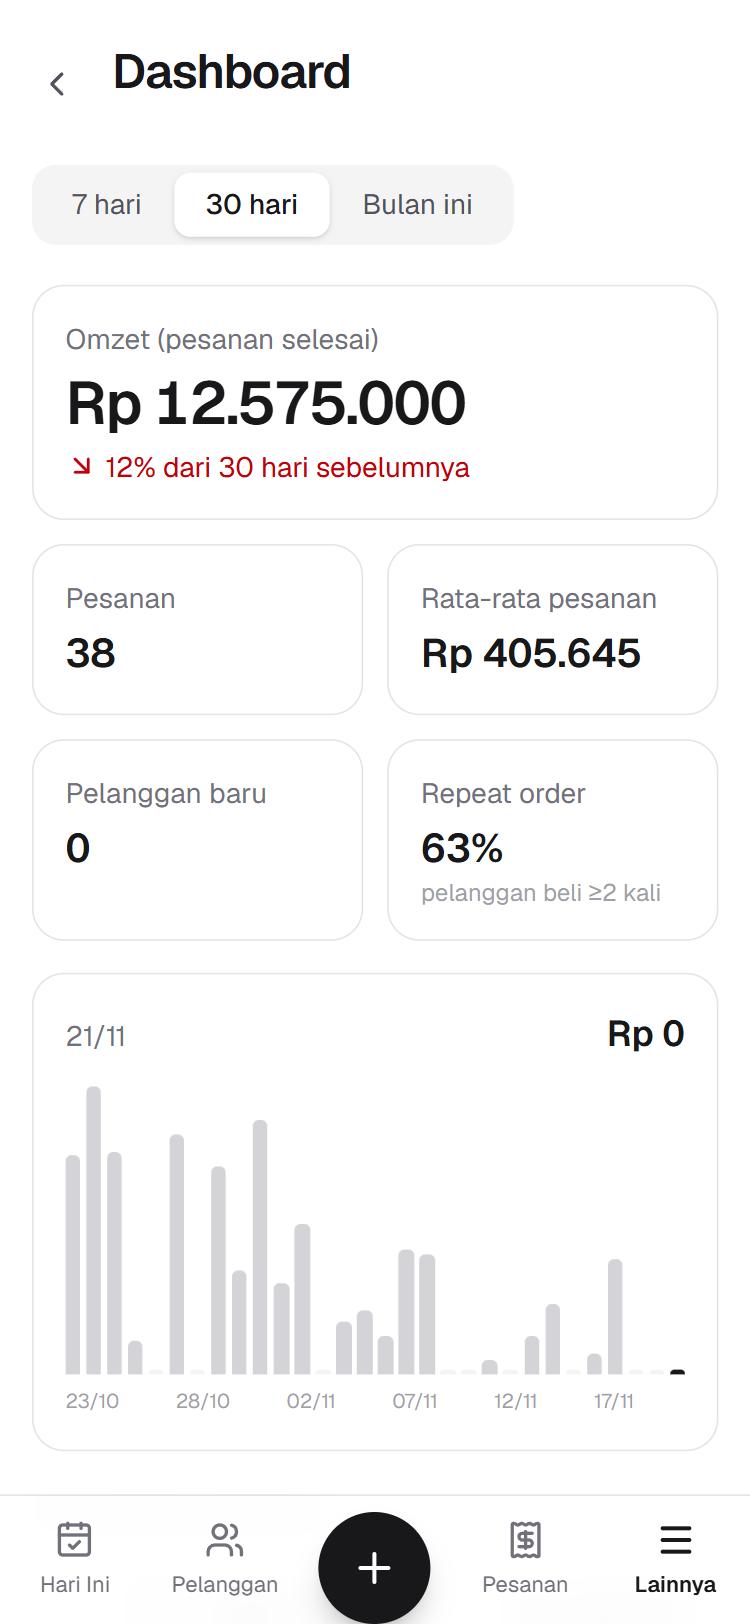 Dashboard
7 hari
30 hari
Bulan ini
Omzet (pesanan selesai)
Rp 12.575.000
12% dari 30 hari sebelumnya
Pesanan
38
Rata-rata pesanan
Rp 405.645
Pelanggan baru
0
Repeat order
63%
pelanggan beli ≥2 kali
21/11
Rp 0
23/10
28/10
02/11
07/11
12/11
17/11
Hari Ini
Pelanggan
Pesanan
Lainnya